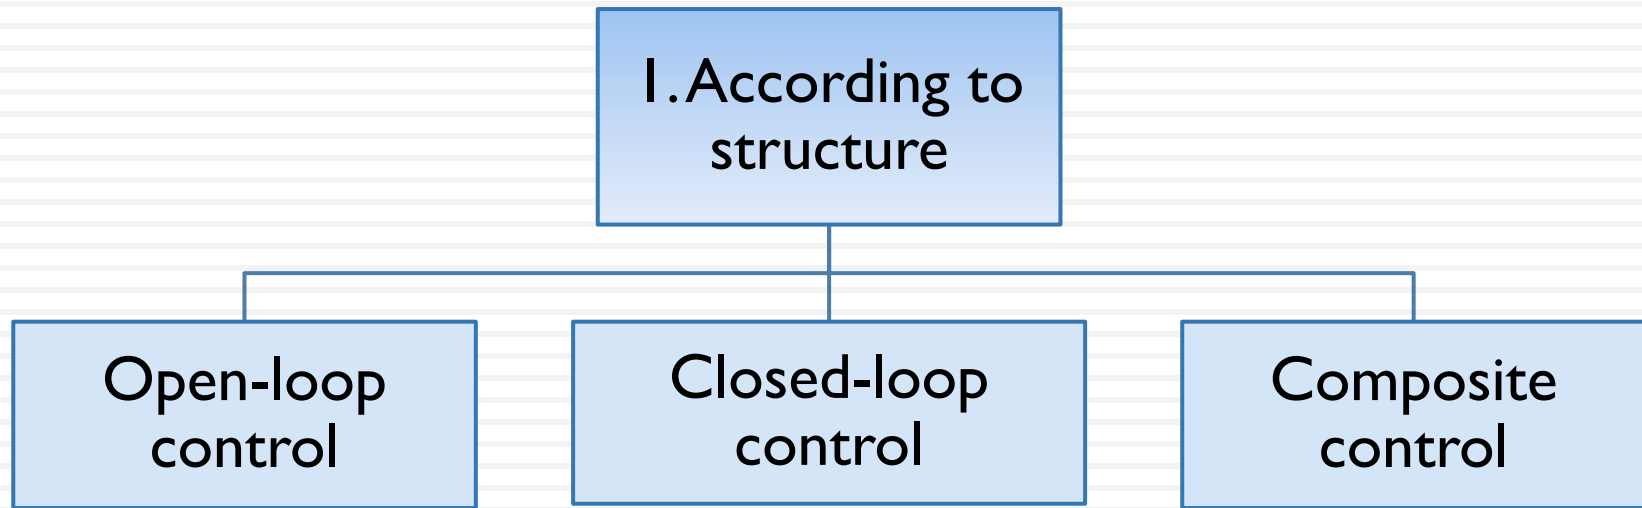 1. According to
structure
Open-loop
control
Closed-loop
control
Composite
control